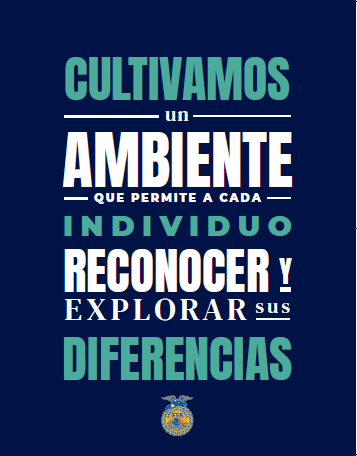 CULTIVAMOS
un
AMBIENTE
QUE PERMITE A CADA
INDIVIDUO
RECONOCER Y
EXPLORAR sus
DIFERENCIAS